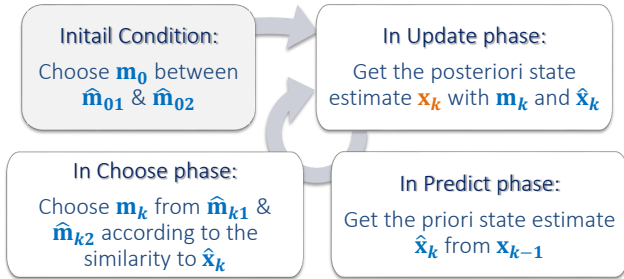 Initail Condition:
Choose m₀ between
m̂₀₁ & m̂₀₂
In Update phase:
Get the posteriori state
estimate xₖ with mₖ and x̂ₖ
In Choose phase:
Choose mₖ from m̂ₖ₁ &
m̂ₖ₂ according to the
similarity to x̂ₖ
In Predict phase:
Get the priori state estimate
x̂ₖ from xₖ₋₁